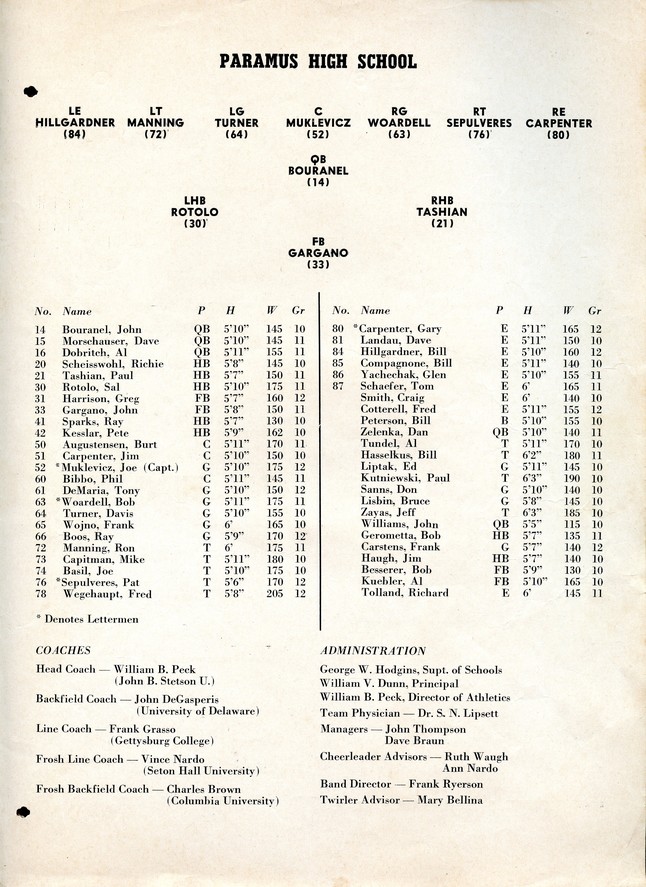 PARAMUS HIGH SCHOOL
LE LT LG C RG RT RE
HILLGARDNER MANNING TURNER MUKLEVICZ WOARDELL SEPULVERES CARPENTER
(84) (72) (64) (52) (63) (76) (80)
QB
BOURANEL
(14)
LHB RHB
ROTOLO TASHIAN
(30) (21)
FB
GARGANO
(33)
No. Name P H W Gr
14 Bouranel, John QB 5'10" 145 10
15 Morschauser, Dave QB 5'10" 145 11
16 Dobritch, Al QB 5'11" 155 11
20 Scheisswohl, Richie HB 5'8" 145 10
21 Tashian, Paul HB 5'7" 150 11
30 Rotolo, Sal HB 5'10" 175 11
31 Harrison, Greg FB 5'7" 160 12
33 Gargano, John FB 5'8" 150 11
41 Sparks, Ray HB 5'7" 130 10
42 Kesslar, Pete HB 5'9" 162 10
50 Augustensen, Burt C 5'11" 170 11
51 Carpenter, Jim C 5'10" 150 10
52 *Muklevicz, Joe (Capt.) G 5'10" 175 12
60 Bibbo, Phil C 5'11" 145 11
61 DeMaria, Tony G 5'10" 150 12
63 *Woardell, Bob G 5'11" 175 11
64 Turner, Davis G 5'10" 155 10
65 Wojno, Frank G 6' 165 10
66 Boos, Ray G 5'9" 170 12
72 Manning, Ron T 6' 175 11
73 Capitman, Mike T 5'11" 180 10
74 Basil, Joe T 5'10" 175 10
76 *Sepulveres, Pat T 5'6" 170 12
78 Wegehaupt, Fred T 5'8" 205 12
* Denotes Lettermen
No. Name P H W Gr
80 *Carpenter, Gary E 5'11" 165 12
81 Landau, Dave E 5'11" 150 10
84 Hillgardner, Bill E 5'10" 160 12
85 Compagnone, Bill E 5'11" 140 10
86 Yachechak, Glen E 5'10" 155 11
87 Schaefer, Tom E 6' 165 11
Smith, Craig E 6' 140 10
Cotterell, Fred E 5'11" 155 12
Peterson, Bill B 5'10" 155 10
Zelenka, Dan QB 5'10" 140 11
Tundel, Al T 5'11" 170 10
Hasselkus, Bill T 6'2" 180 11
Liptak, Ed G 5'11" 145 10
Kutniewski, Paul T 6'3" 190 10
Sanns, Don G 5'10" 140 10
Lisbin, Bruce G 5'8" 145 10
Zayas, Jeff T 6'3" 185 10
Williams, John QB 5'5" 115 10
Gerometta, Bob HB 5'7" 135 11
Carstens, Frank G 5'7" 140 12
Haugh, Jim HB 5'7" 140 10
Besserer, Bob FB 5'9" 130 10
Kuebler, Al FB 5'10" 165 10
Tolland, Richard E 6' 145 11
COACHES
Head Coach — William B. Peck
(John B. Stetson U.)
Backfield Coach — John DeGasperis
(University of Delaware)
Line Coach — Frank Grasso
(Gettysburg College)
Frosh Line Coach — Vince Nardo
(Seton Hall University)
Frosh Backfield Coach — Charles Brown
(Columbia University)
ADMINISTRATION
George W. Hodgins, Supt. of Schools
William V. Dunn, Principal
William B. Peck, Director of Athletics
Team Physician — Dr. S. N. Lipsett
Managers — John Thompson
Dave Braun
Cheerleader Advisors — Ruth Waugh
Ann Nardo
Band Director — Frank Ryerson
Twirler Advisor — Mary Bellina